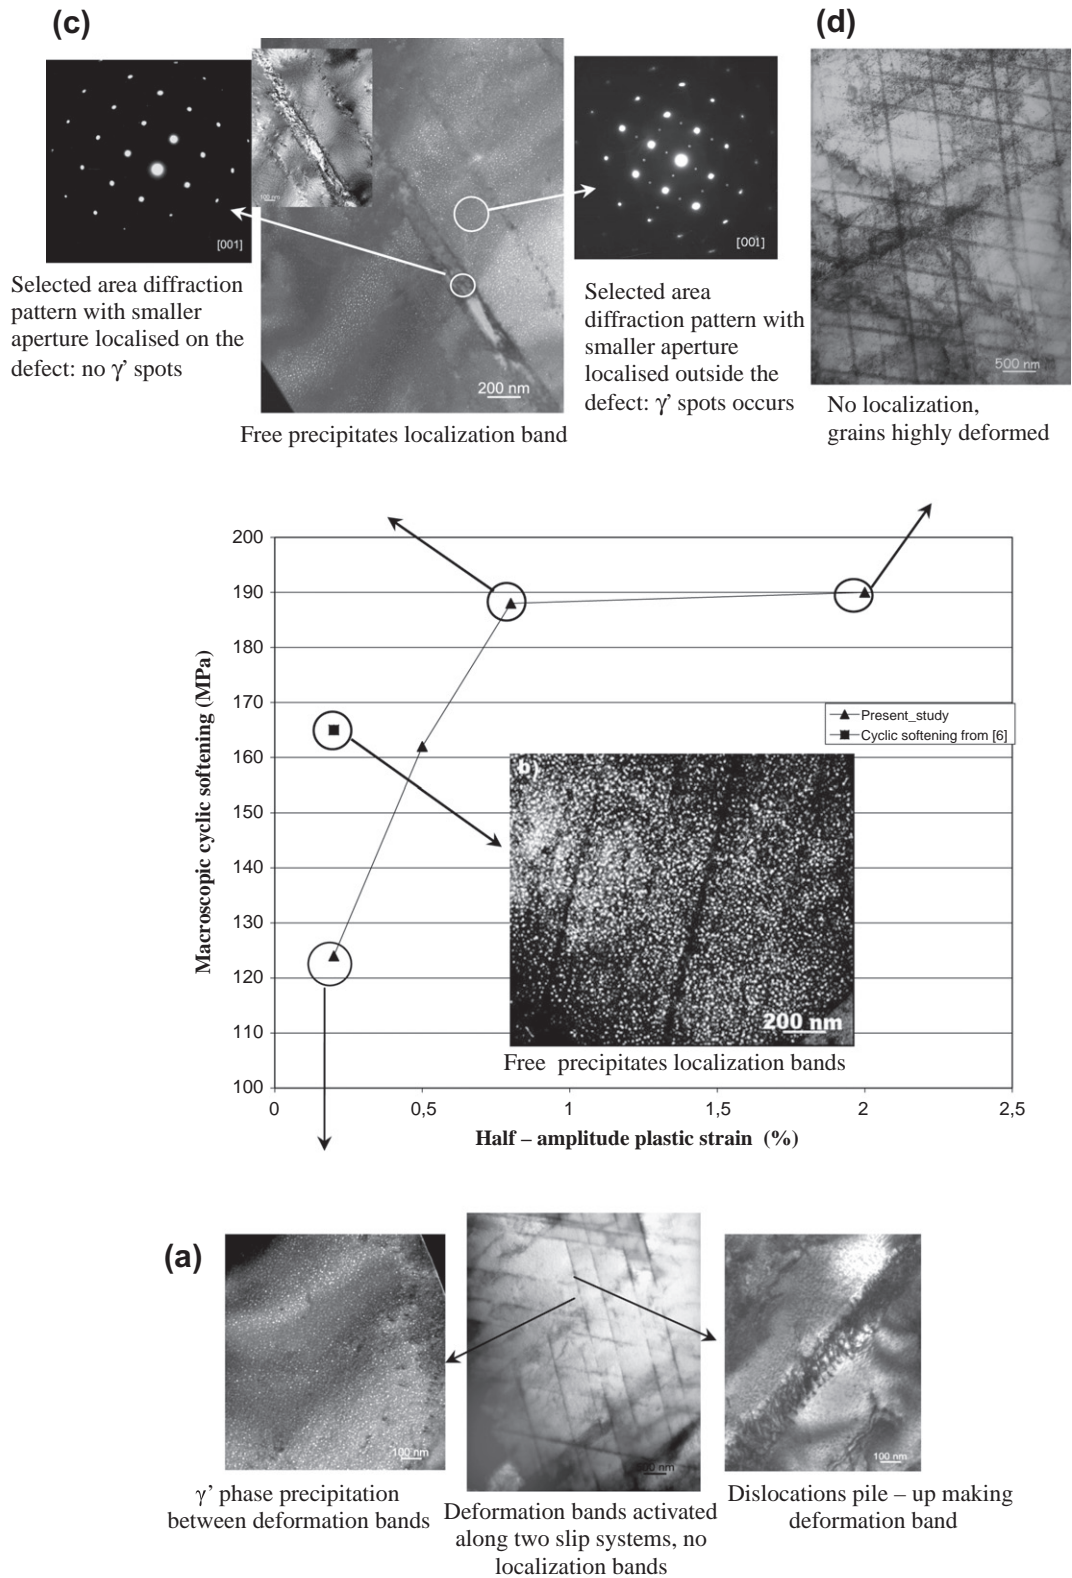 (c)
(d)
[001]
100 nm
200 nm
[001]
500 nm
Selected area diffraction
pattern with smaller
aperture localised on the
defect: no γ' spots
Free precipitates localization band
Selected area
diffraction pattern with
smaller aperture
localised outside the
defect: γ' spots occurs
No localization,
grains highly deformed
200
190
180
170
160
150
140
130
120
110
100
Macroscopic cyclic softening (MPa)
Present_study
Cyclic softening from [6]
b)
200 nm
Free precipitates localization bands
0
0,5
1
1,5
2
2,5
Half – amplitude plastic strain (%)
(a)
100 nm
500 nm
100 nm
γ' phase precipitation
between deformation bands
Deformation bands activated
along two slip systems, no
localization bands
Dislocations pile – up making
deformation band